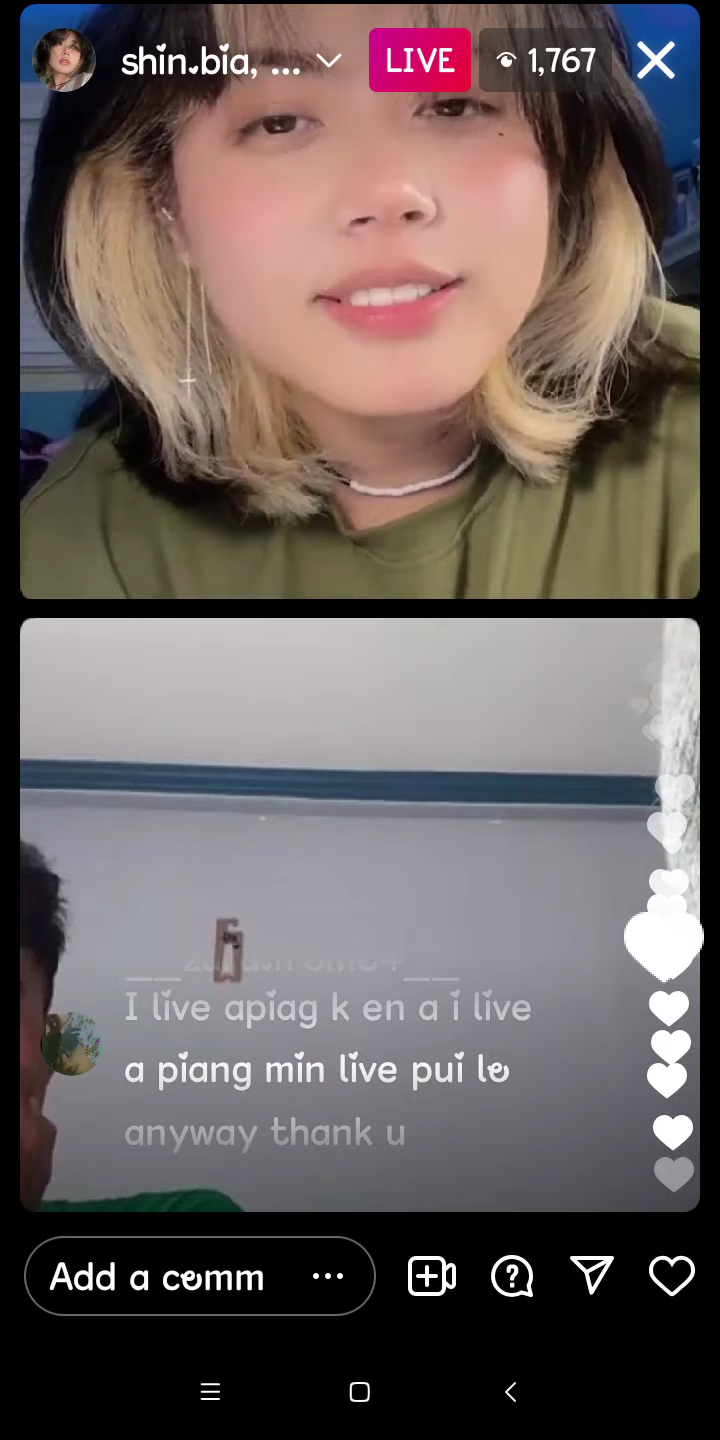 shin.bia, ...
LIVE
1,767
I live apiag k en a i live
a piang min live pui le
anyway thank u
Add a comm